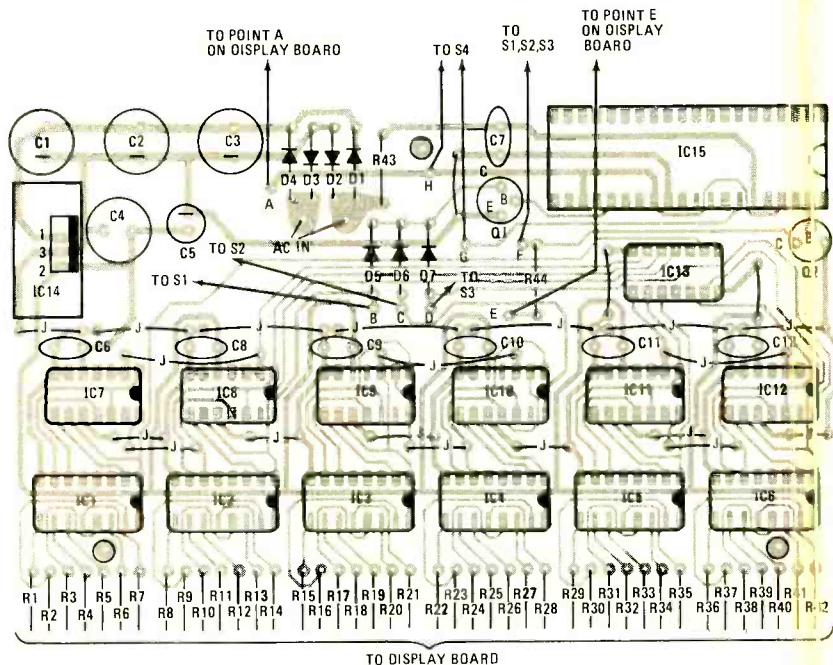 TO POINT A
ON DISPLAY BOARD
TO S4
TO
S1,S2,S3
TO POINT E
ON DISPLAY
BOARD
C1
C2
C3
D4 D3 D2 D1
R43
C7
IC15
A
H
C
B
E
Q1
C4
C5
AC IN
1
3
2
IC14
TO S2
TO S1
D5 D6 Q7
TO
S3
G
F
R44
IC13
C
B
B
C
D
E
J J J J J J
C6
C8
C9
C10
C11
J J J J
IC7
IC8
IC9
IC10
IC11
IC12
J J J J J J J
IC1
IC2
IC3
IC4
IC5
IC6
R1 R2 R3 R4 R5 R6 R7
R8 R9 R10 R11 R12 R13 R14
R15 R16 R17 R18 R19 R20 R21
R22 R23 R24 R25 R26 R27 R28
R29 R30 R31 R32 R33 R34 R35
R36 R37 R38 R39 R40 R41
TO DISPLAY BOARD